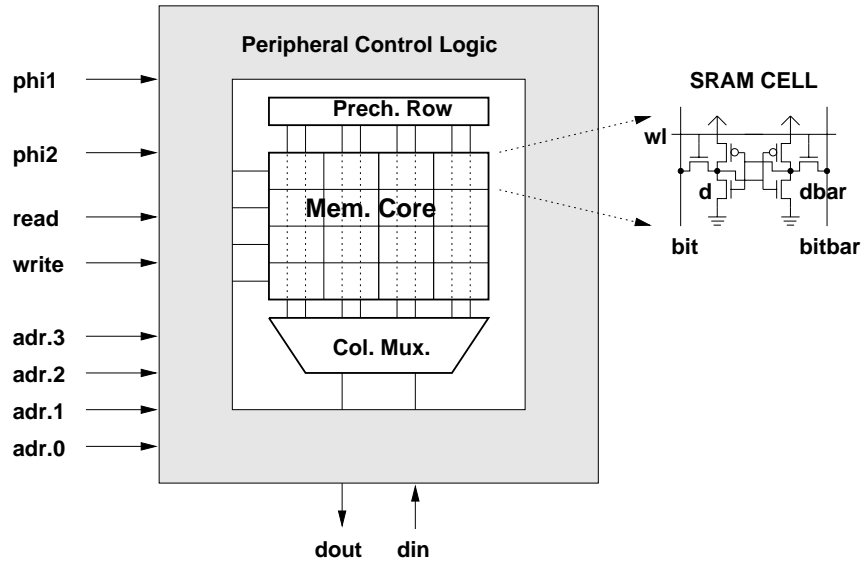 Peripheral Control Logic
phi1
Prech. Row
SRAM CELL
phi2
wl
Mem. Core
d
dbar
read
write
bit
bitbar
adr.3
Col. Mux.
adr.2
adr.1
adr.0
dout
din